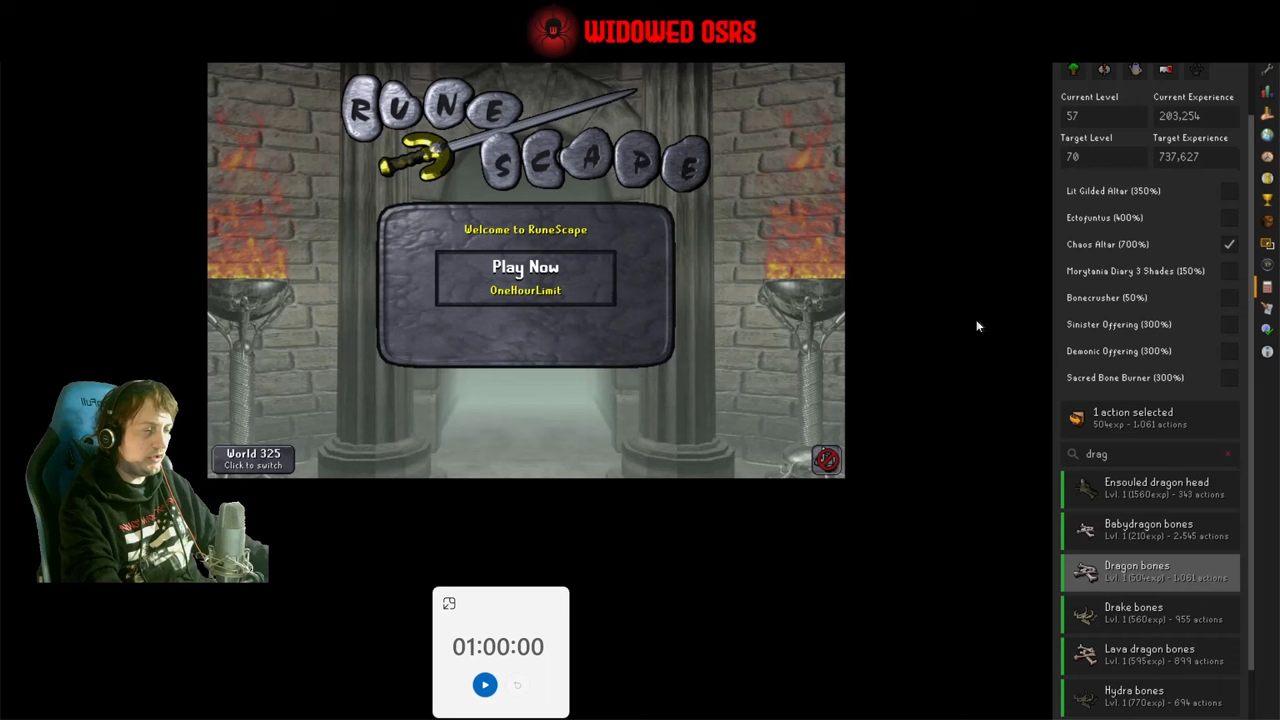 WIDOWED OSRS
RUNE
SCAPE
Welcome to RuneScape
Play Now
OneHourLimit
World 325
Click to switch
01:00:00
Current Level Current Experience
57 203,254
Target Level Target Experience
70 737,627
Lit Gilded Altar (350%)
Ectofuntus (400%)
Chaos Altar (700%)
Morytania Diary 3 Shades (150%)
Bonecrusher (50%)
Sinister Offering (300%)
Demonic Offering (300%)
Sacred Bone Burner (300%)
1 action selected
504exp - 1,061 actions
drag
Ensouled dragon head
Lvl. 1 (1560exp) - 343 actions
Babydragon bones
Lvl. 1 (210exp) - 2,545 actions
Dragon bones
Lvl. 1 (504exp) - 1,061 actions
Drake bones
Lvl. 1 (560exp) - 955 actions
Lava dragon bones
Lvl. 1 (595exp) - 899 actions
Hydra bones
Lvl. 1 (770exp) - 694 actions